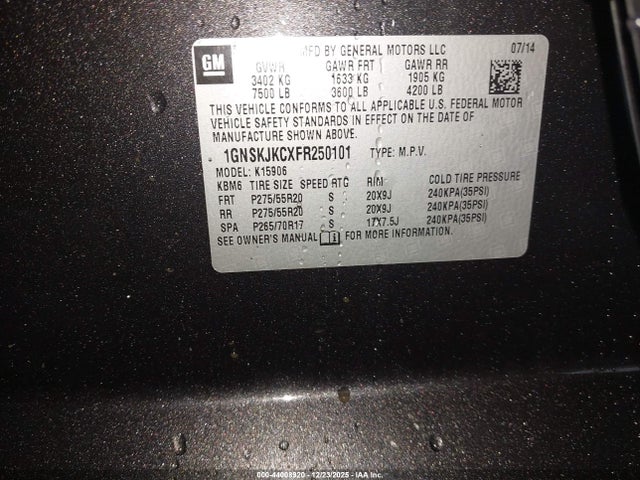 GM
MFD BY GENERAL MOTORS LLC 07/14
GVWR GAWR FRT GAWR RR
3402 KG 1633 KG 1905 KG
7500 LB 3600 LB 4200 LB
THIS VEHICLE CONFORMS TO ALL APPLICABLE U.S. FEDERAL MOTOR
VEHICLE SAFETY STANDARDS IN EFFECT ON THE DATE OF
MANUFACTURE SHOWN ABOVE.
1GNSKJKCXFR250101 TYPE: M.P.V.
MODEL: K15906
KBM6 TIRE SIZE SPEED RTG RIM COLD TIRE PRESSURE
FRT P275/55R20 S 20X9J 240KPA(35PSI)
RR P275/55R20 S 20X9J 240KPA(35PSI)
SPA P265/70R17 S 17X7.5J 240KPA(35PSI)
SEE OWNER'S MANUAL FOR MORE INFORMATION.
000-44008920 - 12/23/2025 - IAA Inc.